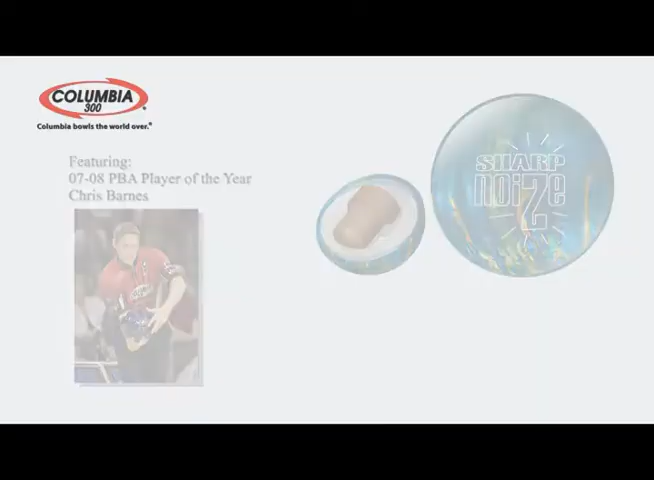 COLUMBIA
300
Columbia bowls the world over.®
Featuring:
07-08 PBA Player of the Year
Chris Barnes
SHARP
noiZe